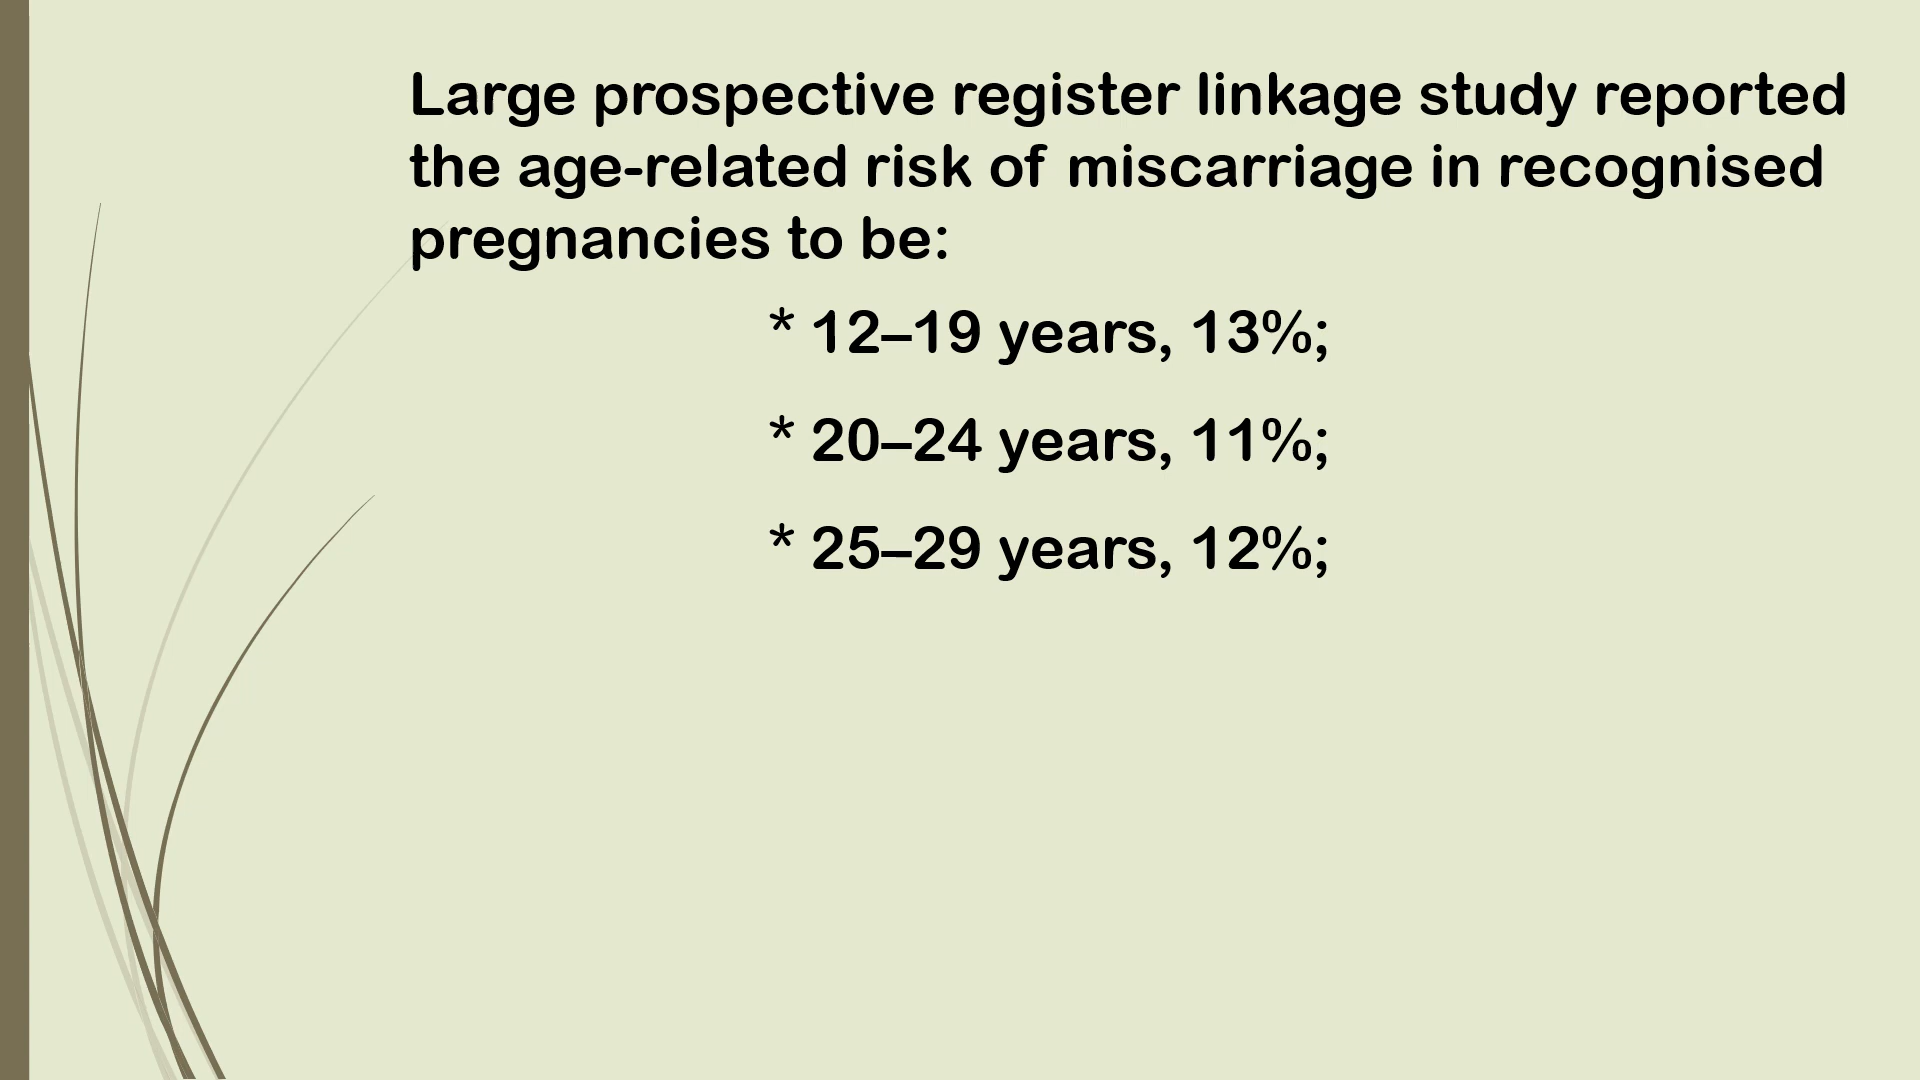 Large prospective register linkage study reported
the age-related risk of miscarriage in recognised
pregnancies to be:
* 12–19 years, 13%;
* 20–24 years, 11%;
* 25–29 years, 12%;